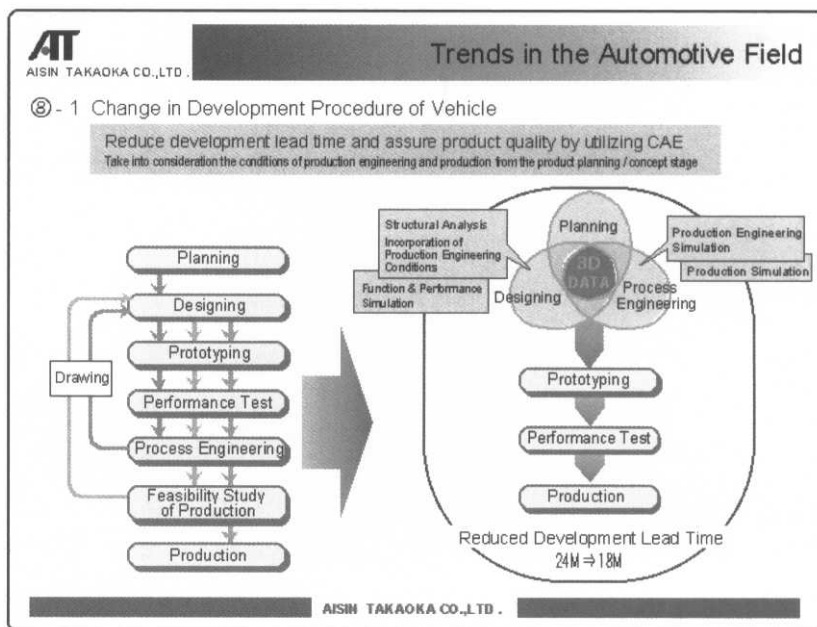 AT
AISIN TAKAOKA CO.,LTD.
Trends in the Automotive Field
⑧ - 1 Change in Development Procedure of Vehicle
Reduce development lead time and assure product quality by utilizing CAE
Take into consideration the conditions of production engineering and production from the product planning / concept stage
Planning
Designing
Prototyping
Drawing
Performance Test
Process Engineering
Feasibility Study
of Production
Production
Structural Analysis
Incorporation of
Production Engineering
Conditions
Function & Performance
Simulation
Planning
Designing
3D
DATA
Process
Engineering
Production Engineering
Simulation
Production Simulation
Prototyping
Performance Test
Production
Reduced Development Lead Time
24M⇒18M
AISIN TAKAOKA CO.,LTD.